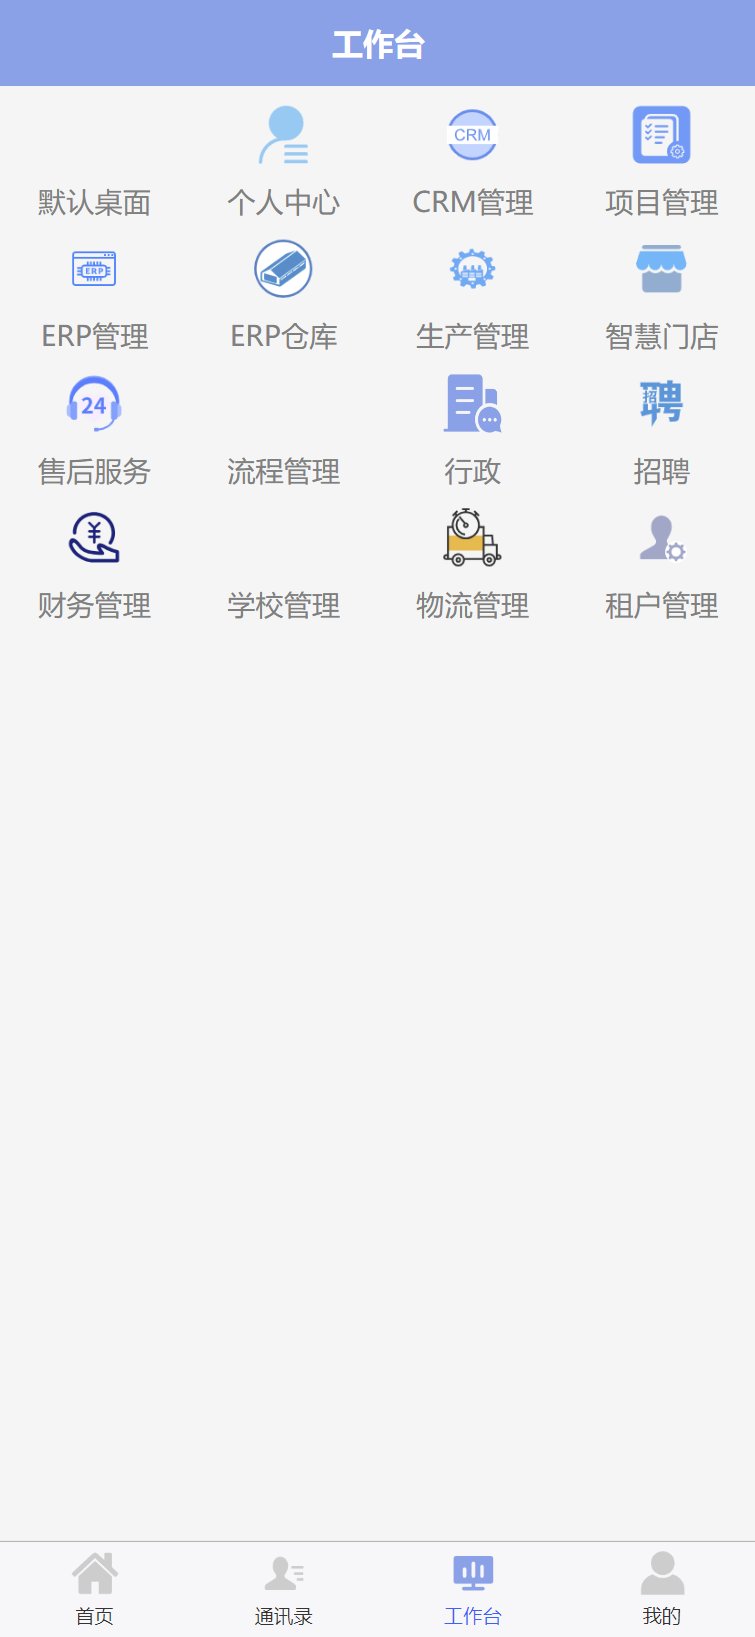 工作台
CRM
默认桌面 个人中心 CRM管理 项目管理
ERP
ERP管理 ERP仓库 生产管理 智慧门店
24 招聘
售后服务 流程管理 行政 招聘
¥
财务管理 学校管理 物流管理 租户管理
首页 通讯录 工作台 我的